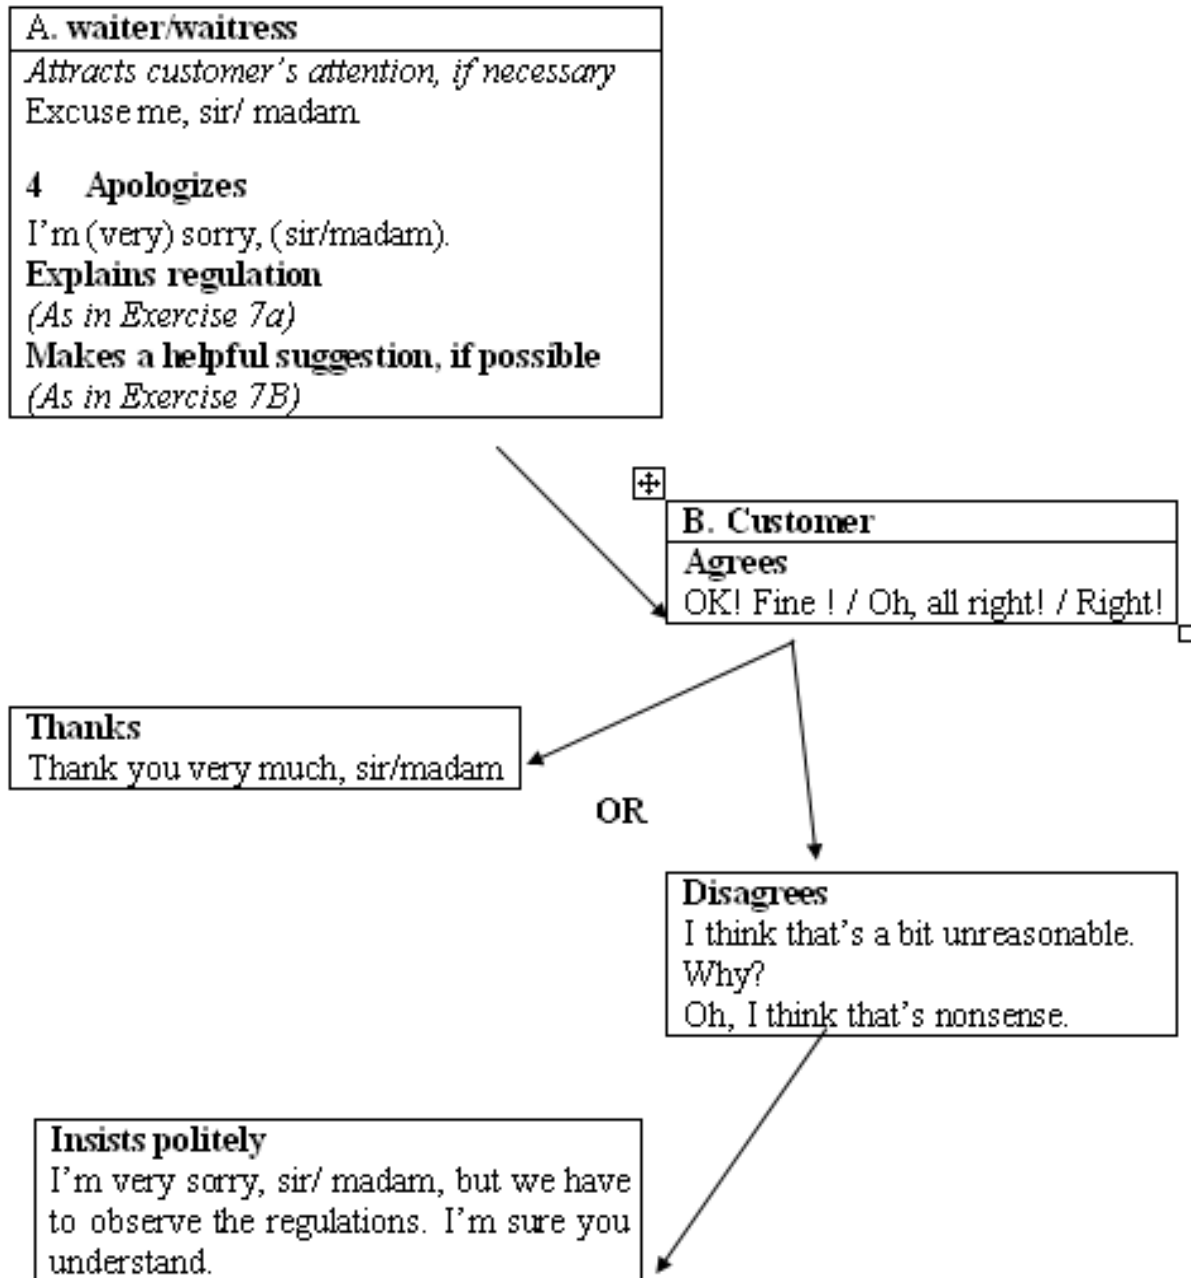 A. waiter/waitress
Attracts customer's attention, if necessary
Excuse me, sir/ madam
4 Apologizes
I'm (very) sorry, (sir/madam).
Explains regulation
(As in Exercise 7a)
Makes a helpful suggestion, if possible
(As in Exercise 7B)
B. Customer
Agrees
OK! Fine ! / Oh, all right! / Right!
Thanks
Thank you very much, sir/madam
OR
Disagrees
I think that's a bit unreasonable.
Why?
Oh, I think that's nonsense.
Insists politely
I'm very sorry, sir/ madam, but we have
to observe the regulations. I'm sure you
understand.